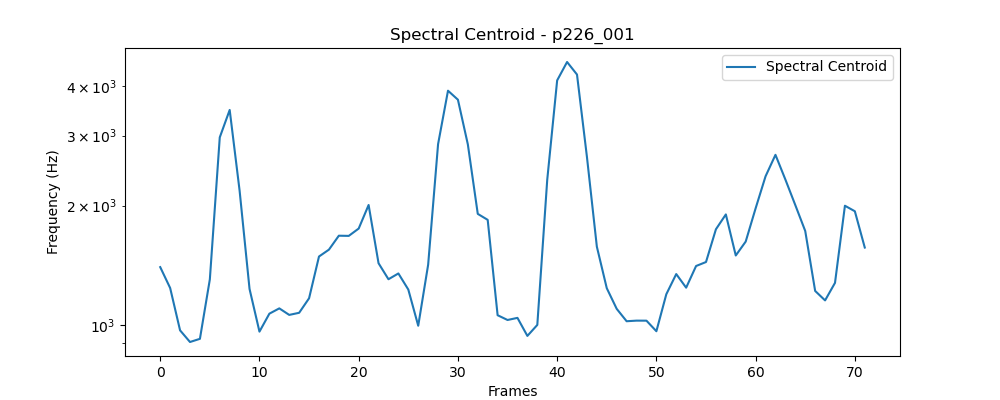 Spectral Centroid - p226_001
Spectral Centroid
Frequency (Hz)
4 × 10³
3 × 10³
2 × 10³
10³
0 10 20 30 40 50 60 70
Frames